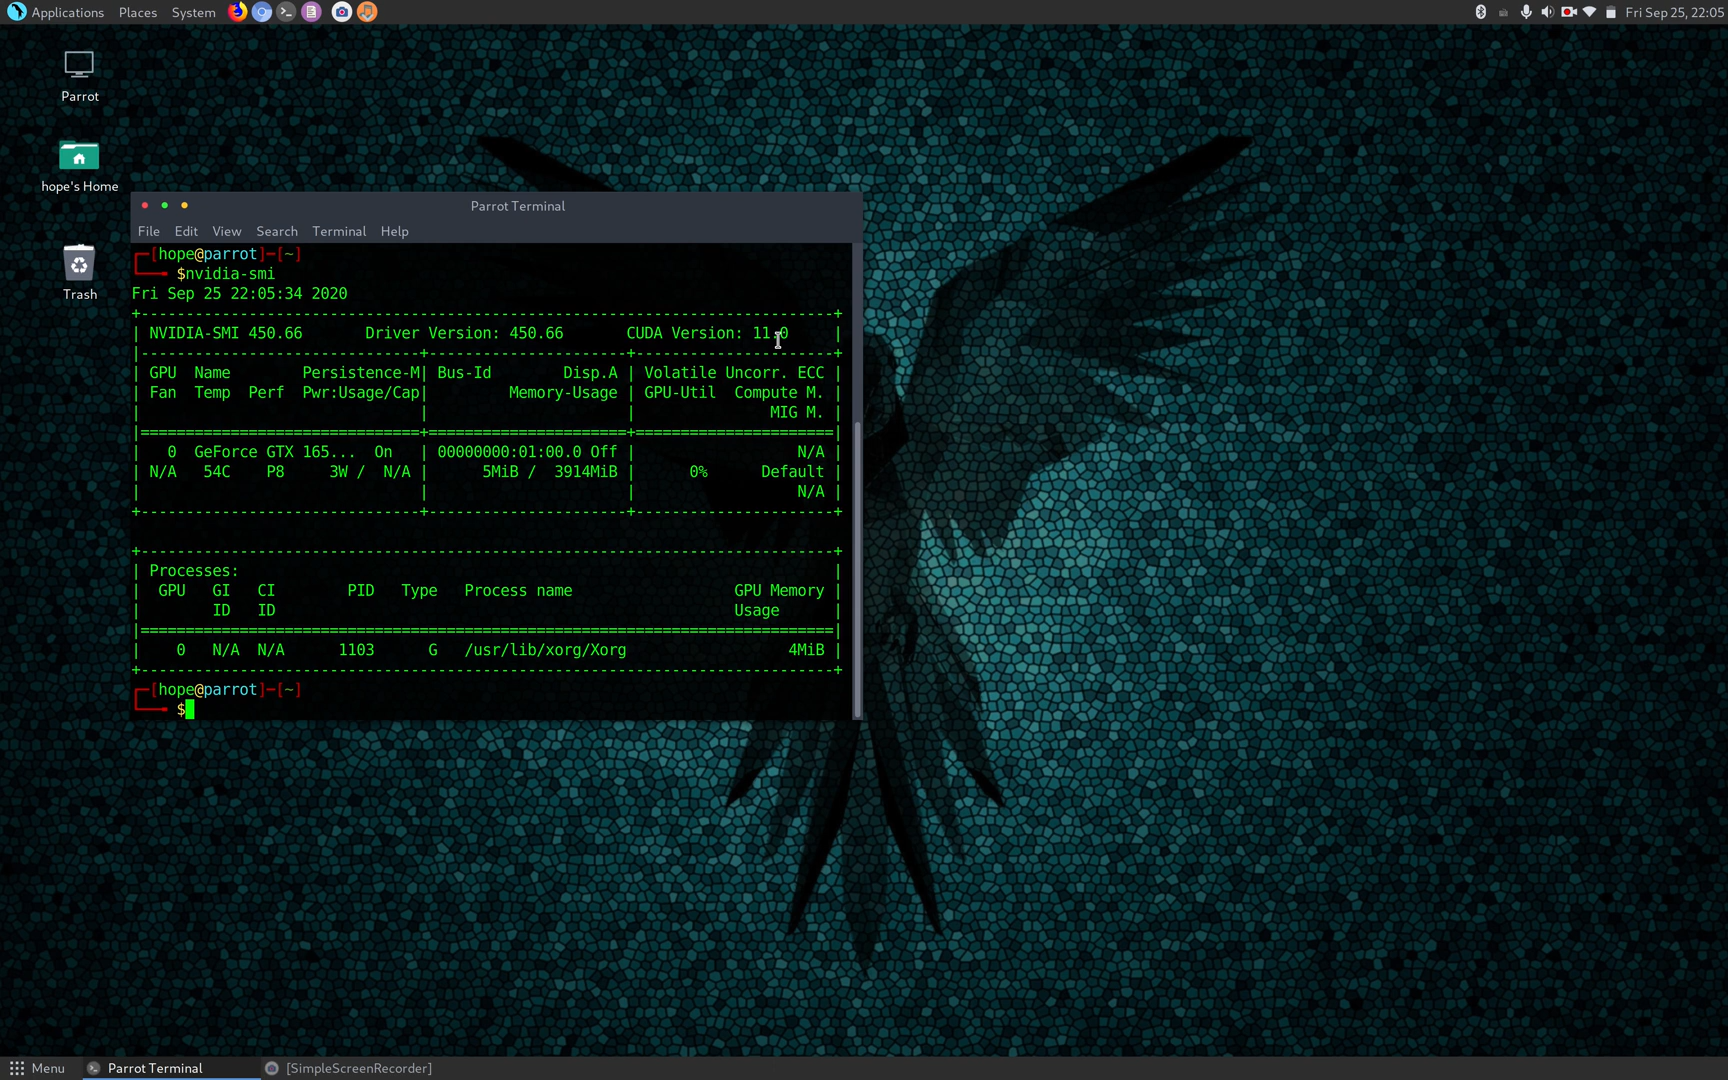 Applications Places System Fri Sep 25, 22:05
Parrot
hope's Home
Trash
Parrot Terminal
File Edit View Search Terminal Help
┌─[hope@parrot]─[~]
└──╼ $nvidia-smi
Fri Sep 25 22:05:34 2020
+-----------------------------------------------------------------------------+
| NVIDIA-SMI 450.66       Driver Version: 450.66       CUDA Version: 11.0     |
|-------------------------------+----------------------+----------------------+
| GPU  Name        Persistence-M| Bus-Id        Disp.A | Volatile Uncorr. ECC |
| Fan  Temp  Perf  Pwr:Usage/Cap|         Memory-Usage | GPU-Util  Compute M. |
|                               |                      |               MIG M. |
|===============================+======================+======================|
|   0  GeForce GTX 165...  On   | 00000000:01:00.0 Off |                  N/A |
| N/A   54C    P8     3W /  N/A |      5MiB /  3914MiB |      0%      Default |
|                               |                      |                  N/A |
+-------------------------------+----------------------+----------------------+
+-----------------------------------------------------------------------------+
| Processes:                                                                  |
|  GPU   GI   CI        PID   Type   Process name                  GPU Memory |
|        ID   ID                                                   Usage      |
|=============================================================================|
|    0   N/A  N/A      1103      G   /usr/lib/xorg/Xorg                  4MiB |
+-----------------------------------------------------------------------------+
┌─[hope@parrot]─[~]
└──╼ $
Menu Parrot Terminal [SimpleScreenRecorder]